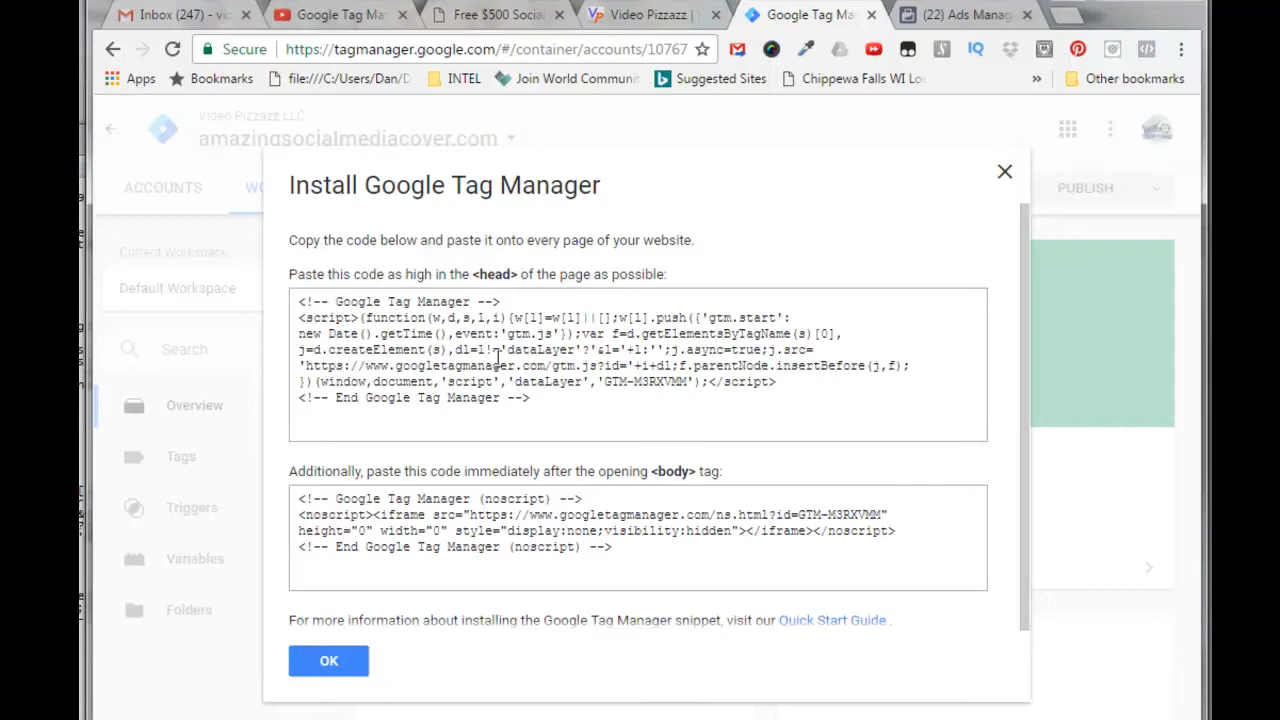 Inbox (247) - vi
Google Tag Ma
Free $500 Socia
Video Pizzazz |
Google Tag Ma
(22) Ads Manag
Secure
https://tagmanager.google.com/#/container/accounts/10767
IQ
Apps
Bookmarks
file:///C:/Users/Dan/D
INTEL
Join World Communi
Suggested Sites
Chippewa Falls WI Lo
»
Other bookmarks
Video Pizzazz LLC
amazingsocialmediacover.com
ACCOUNTS
WO
PUBLISH
Install Google Tag Manager
Copy the code below and paste it onto every page of your website.
Paste this code as high in the <head> of the page as possible:
<!-- Google Tag Manager -->
<script>(function(w,d,s,l,i){w[l]=w[l]||[];w[l].push({'gtm.start':
new Date().getTime(),event:'gtm.js'});var f=d.getElementsByTagName(s)[0],
j=d.createElement(s),dl=l!='dataLayer'?'&l='+l:'';j.async=true;j.src=
'https://www.googletagmanager.com/gtm.js?id='+i+dl;f.parentNode.insertBefore(j,f);
})(window,document,'script','dataLayer','GTM-M3RXVMM');</script>
<!-- End Google Tag Manager -->
Additionally, paste this code immediately after the opening <body> tag:
<!-- Google Tag Manager (noscript) -->
<noscript><iframe src="https://www.googletagmanager.com/ns.html?id=GTM-M3RXVMM"
height="0" width="0" style="display:none;visibility:hidden"></iframe></noscript>
<!-- End Google Tag Manager (noscript) -->
For more information about installing the Google Tag Manager snippet, visit our Quick Start Guide .
OK
Current Workspace
Default Workspace
Search
Overview
Tags
Triggers
Variables
Folders